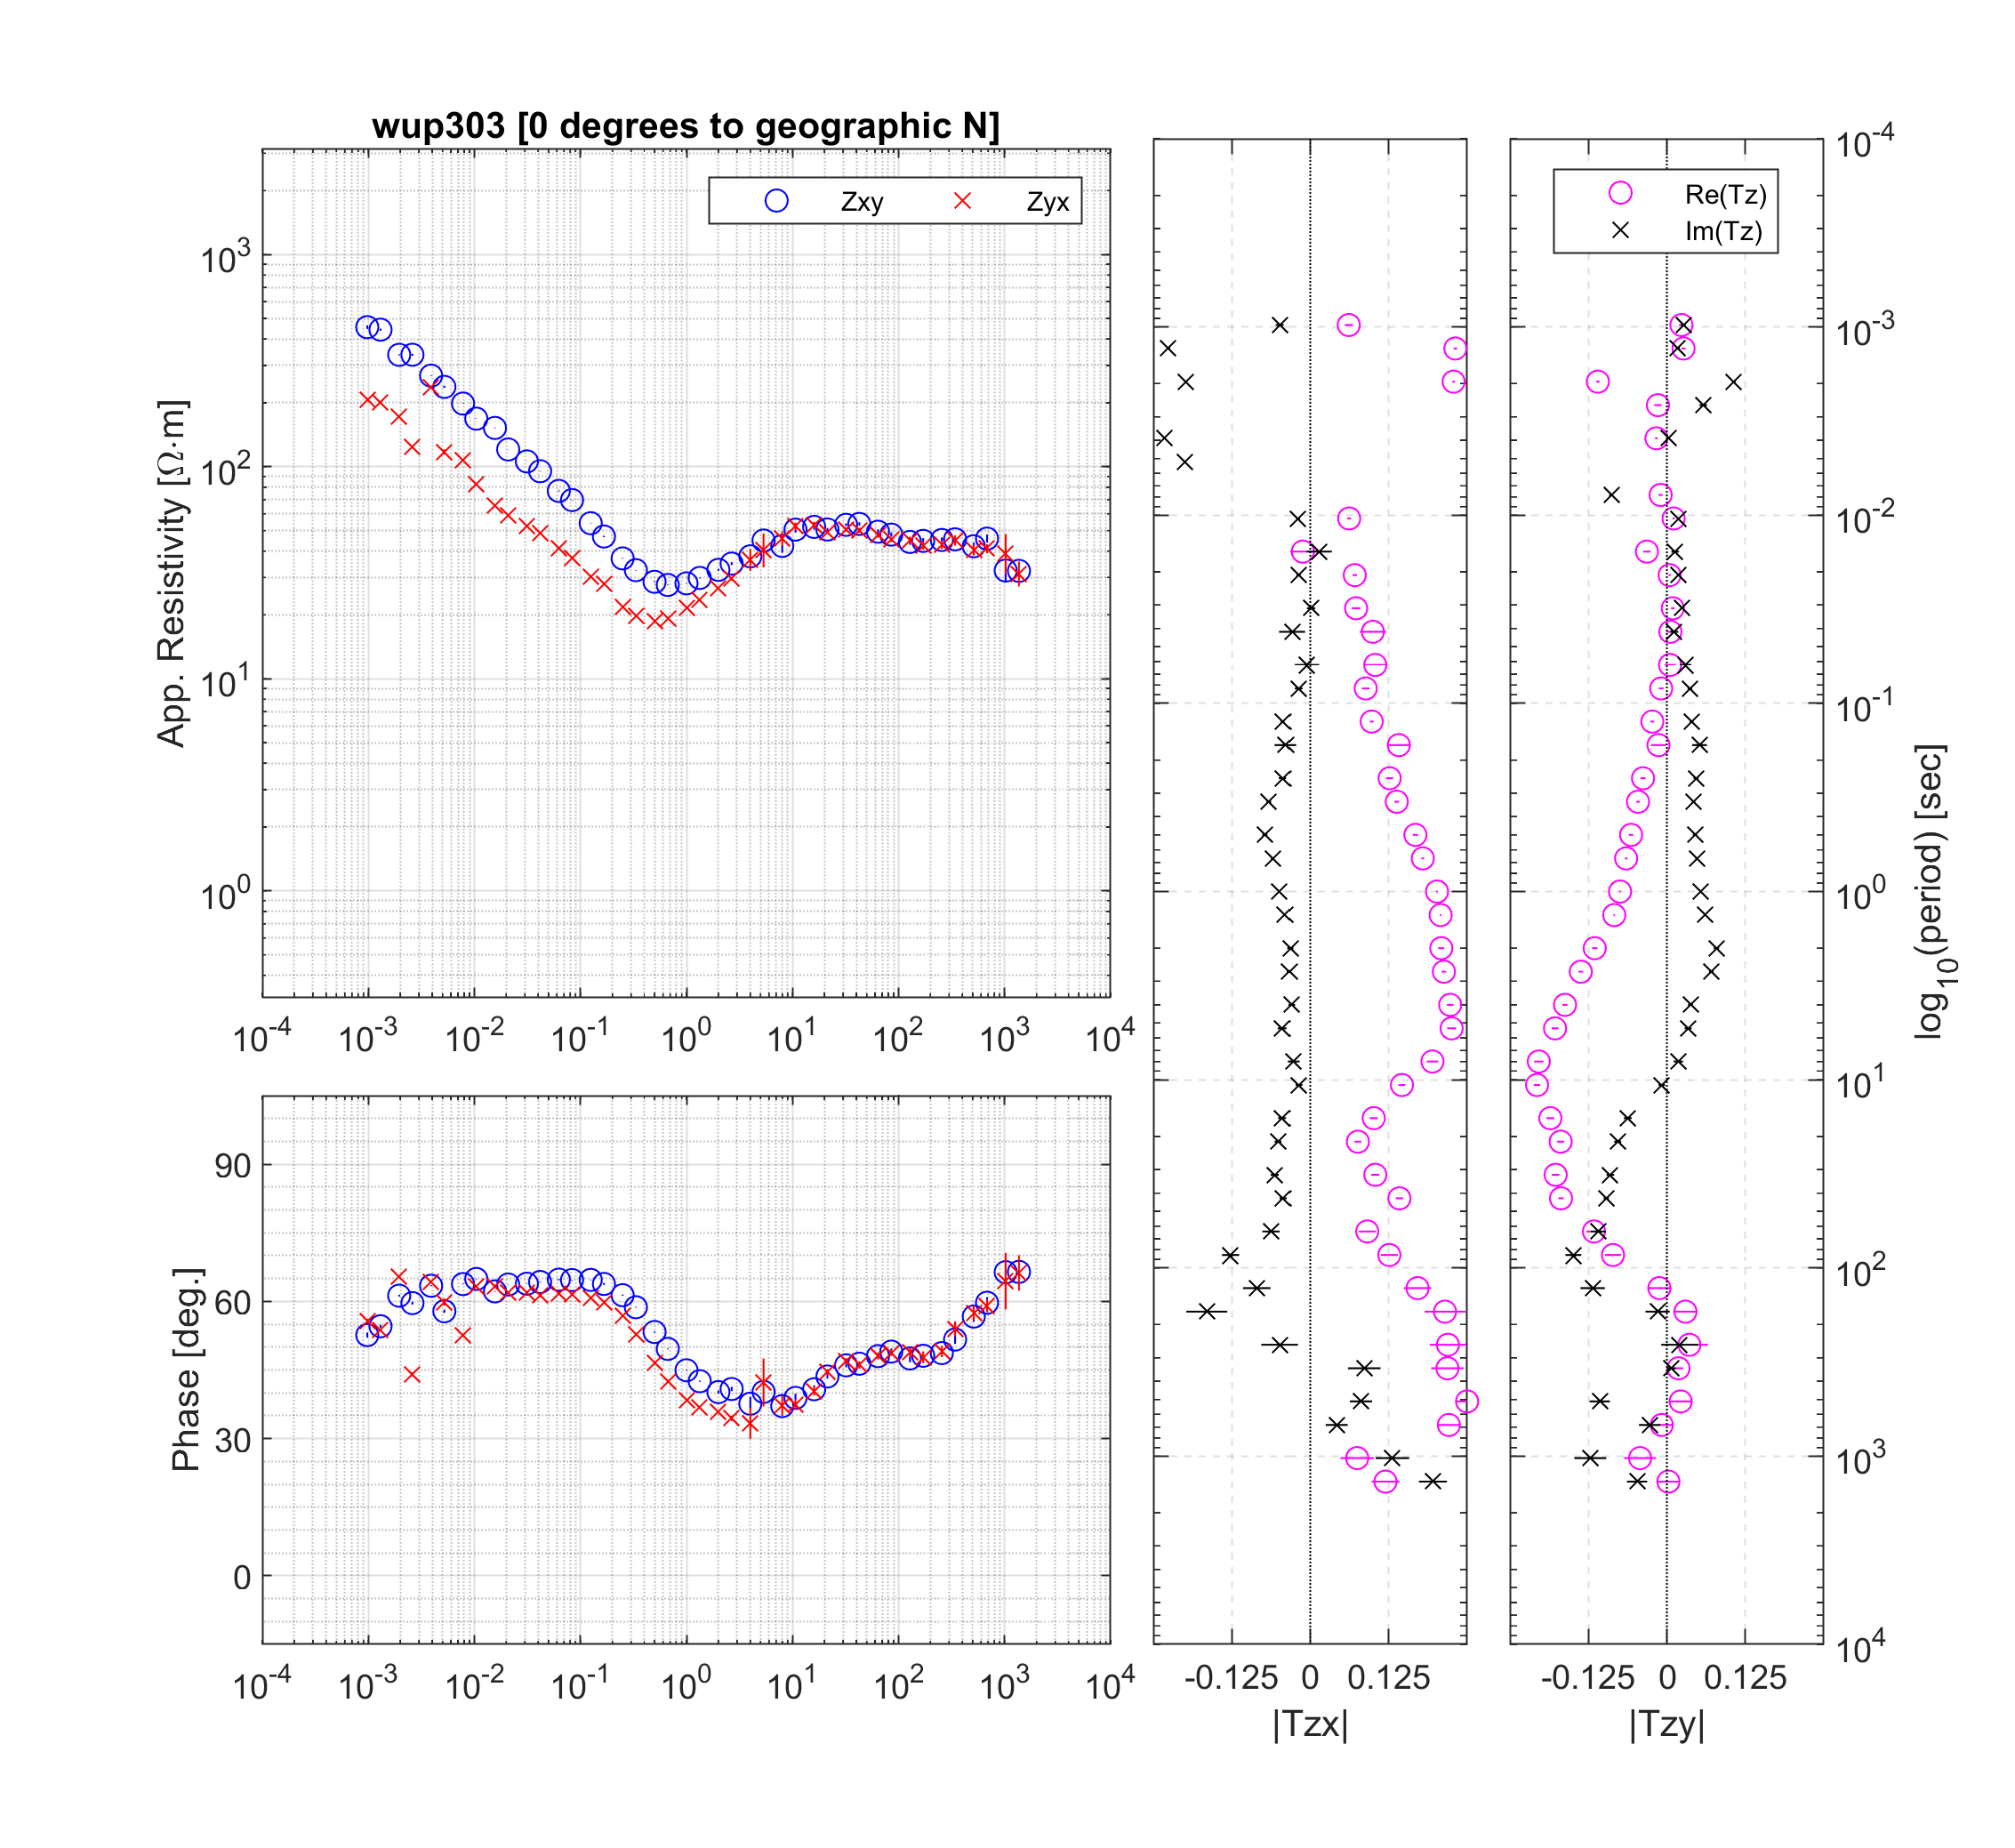 wup303 [0 degrees to geographic N]
Zxy Zyx
App. Resistivity [Ω·m]
10^3
10^2
10^1
10^0
10^-4 10^-3 10^-2 10^-1 10^0 10^1 10^2 10^3 10^4
Phase [deg.]
90
60
30
0
10^-4 10^-3 10^-2 10^-1 10^0 10^1 10^2 10^3 10^4
-0.125 0 0.125
|Tzx|
Re(Tz)
Im(Tz)
-0.125 0 0.125
|Tzy|
10^-4
10^-3
10^-2
10^-1
10^0
10^1
10^2
10^3
10^4
log_10(period) [sec]